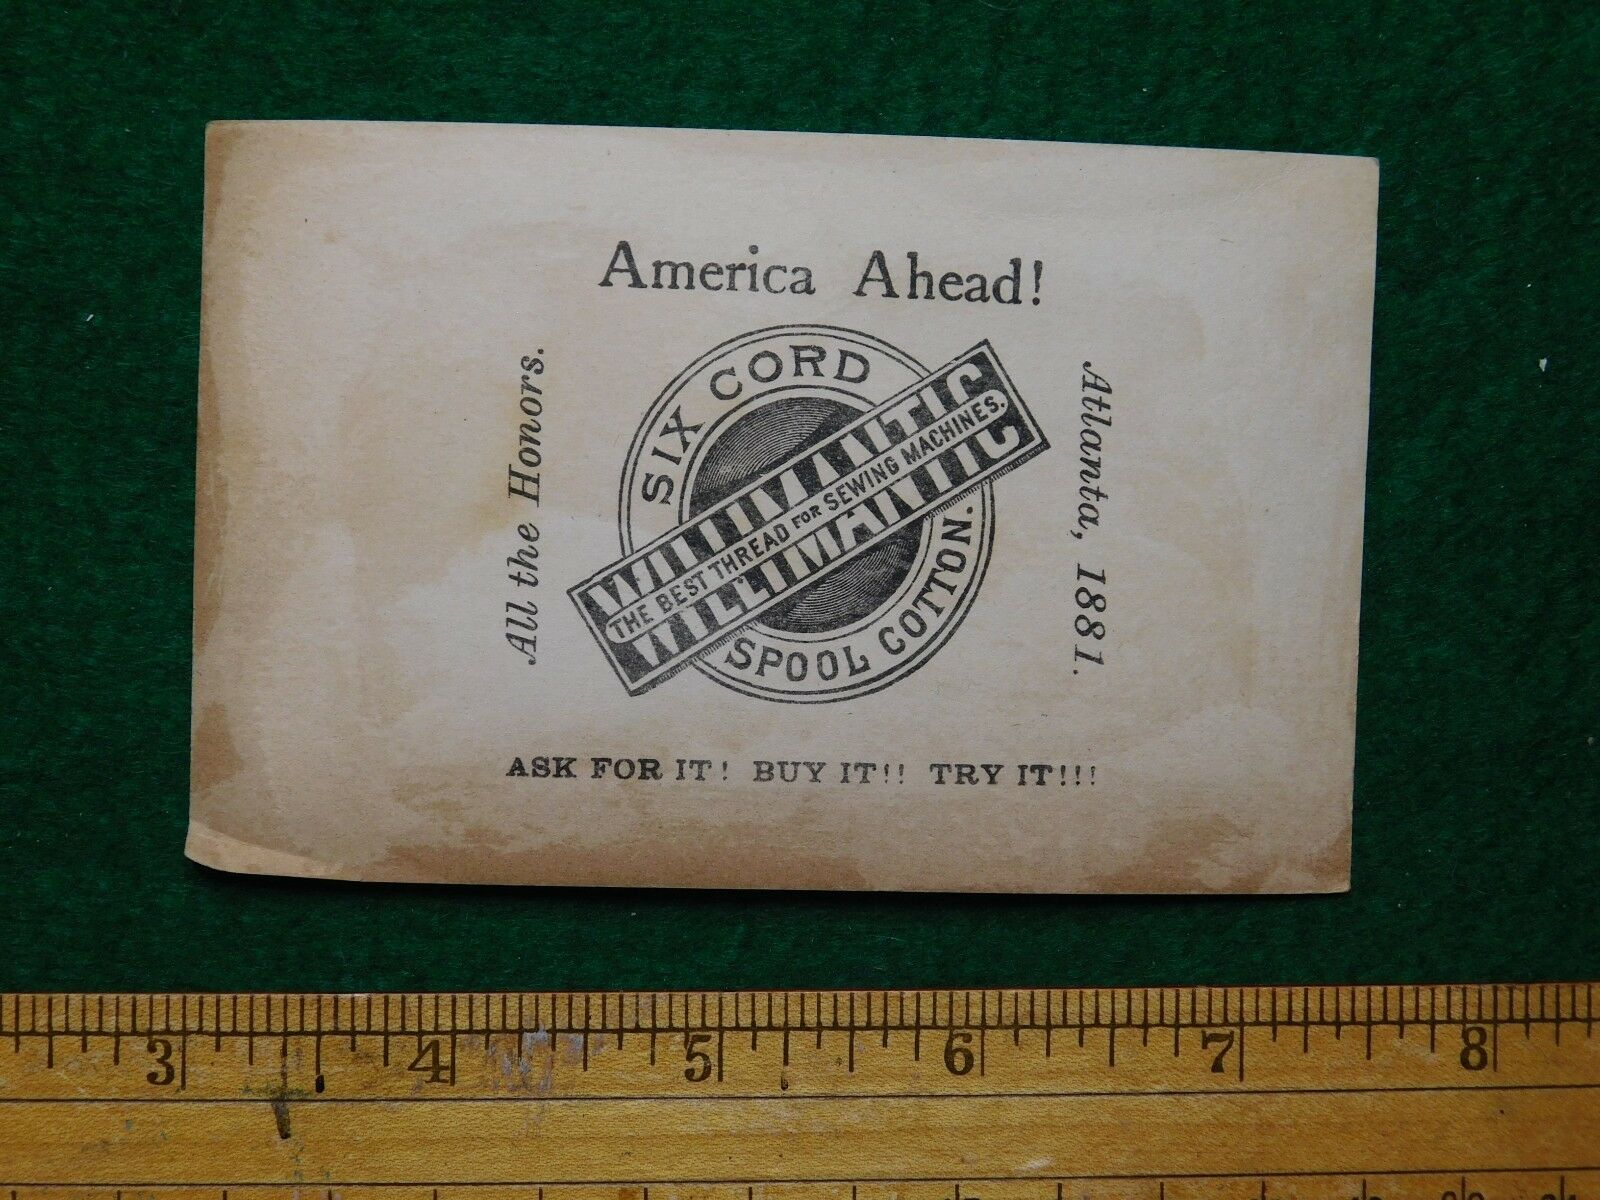 America Ahead!
All the Honors.
Atlanta, 1881.
SIX CORD
WILLIMANTIC
THE BEST THREAD FOR SEWING MACHINES.
WILLIMANTIC
SPOOL COTTON.
ASK FOR IT! BUY IT!! TRY IT!!!
3 4 5 6 7 8